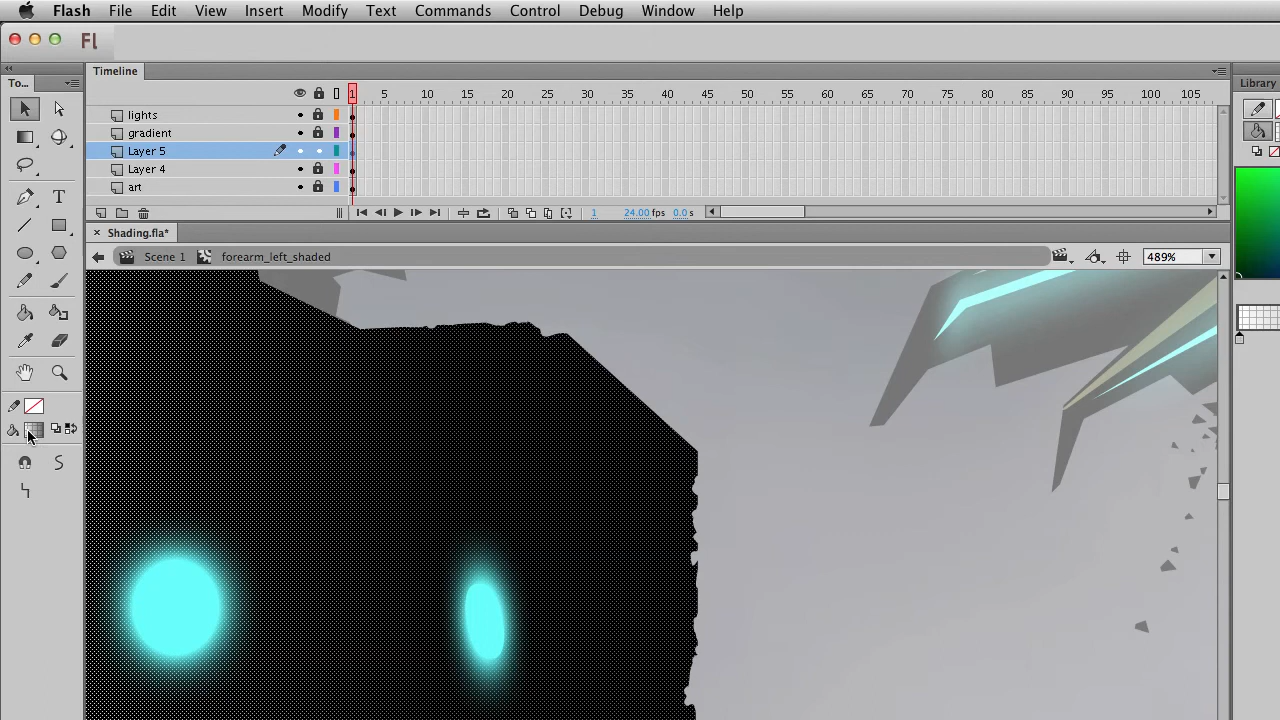 Flash File Edit View Insert Modify Text Commands Control Debug Window Help
Fl
To... Timeline Library
1 5 10 15 20 25 30 35 40 45 50 55 60 65 70 75 80 85 90 95 100 105
lights
gradient
Layer 5
Layer 4
art
1 24.00 fps 0.0 s
× Shading.fla*
Scene 1 forearm_left_shaded 489%
T